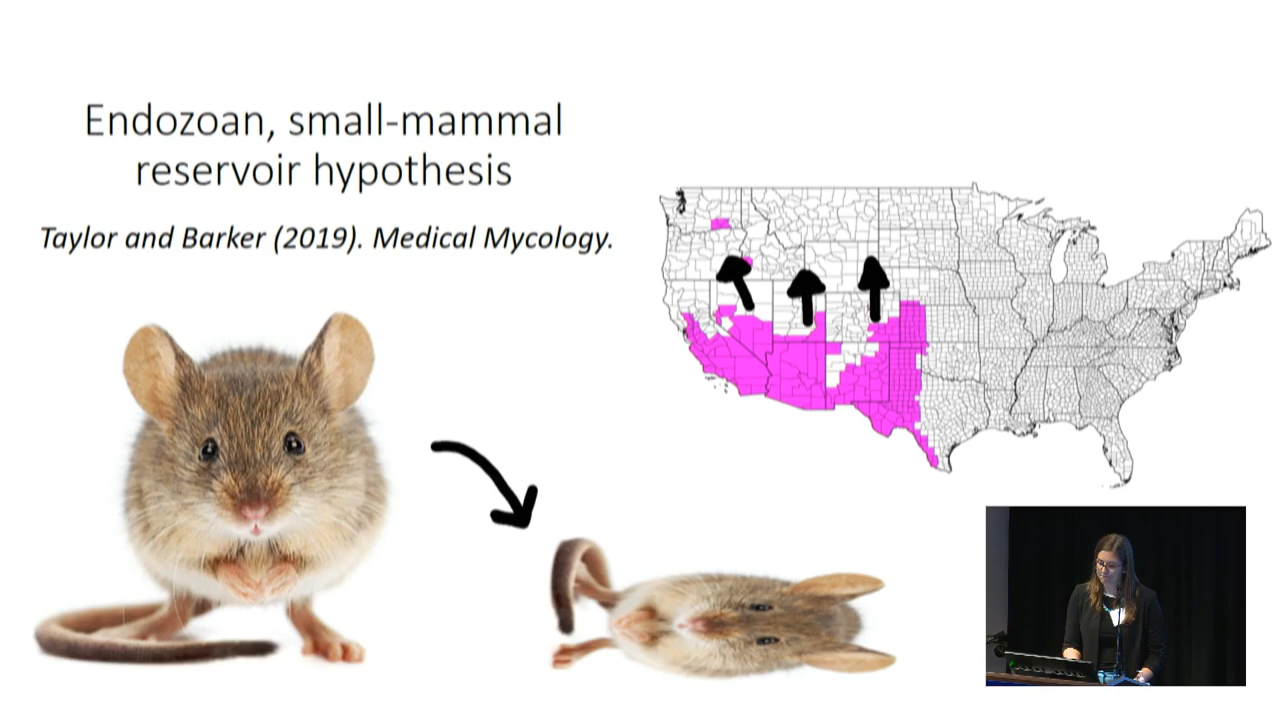 Endozoan, small-mammal
reservoir hypothesis
Taylor and Barker (2019). Medical Mycology.